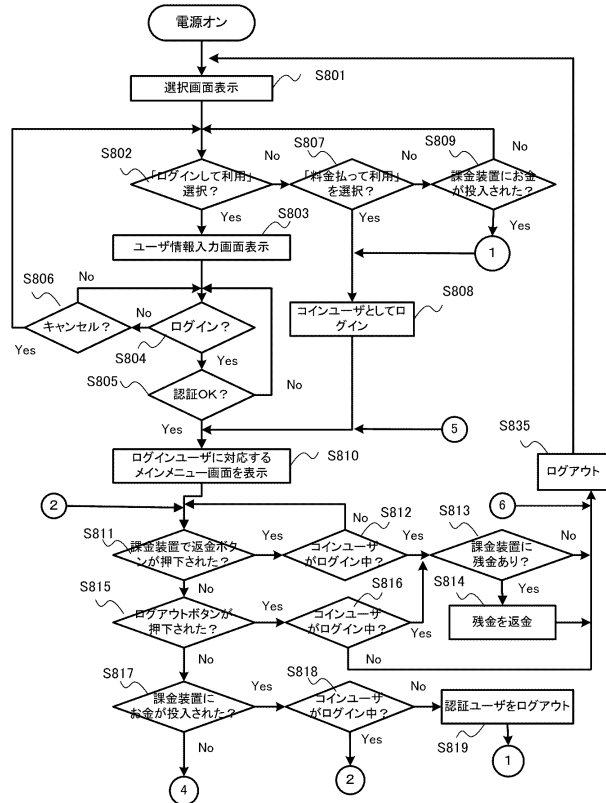 電源オン
S801
選択画面表示
S802
「ログインして利用」
選択？
No
S807
「料金払って利用」
を選択？
No
S809
課金装置にお金
が投入された？
No
Yes
S803
ユーザ情報入力画面表示
Yes
Yes
1
S806
No
キャンセル？
Yes
No
ログイン？
S804
Yes
S808
コインユーザとしてログ
イン
S805
認証OK？
No
Yes
5
S810
ログインユーザに対応する
メインメニュー画面を表示
S835
ログアウト
2
6
S811
課金装置で返金ボタ
ンが押下された？
Yes
No
S812
コインユーザ
がログイン中？
Yes
S813
課金装置に
残金あり？
No
No
Yes
S815
ログアウトボタンが
押下された？
Yes
S816
コインユーザ
がログイン中？
Yes
S814
残金を返金
No
No
S817
課金装置に
お金が投入された？
Yes
S818
コインユーザ
がログイン中？
No
認証ユーザをログアウト
S819
No
Yes
4
2
1